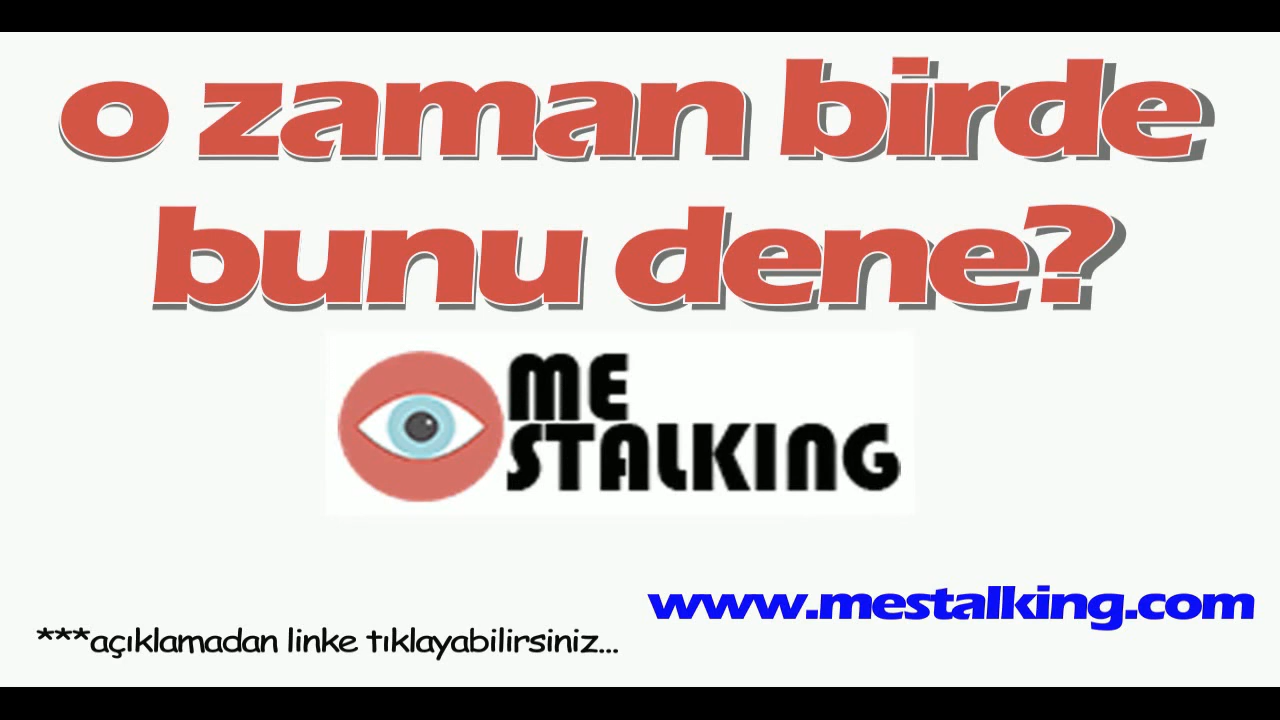 o zaman birde
bunu dene?
ME
STALKING
www.mestalking.com
***açıklamadan linke tıklayabilirsiniz...